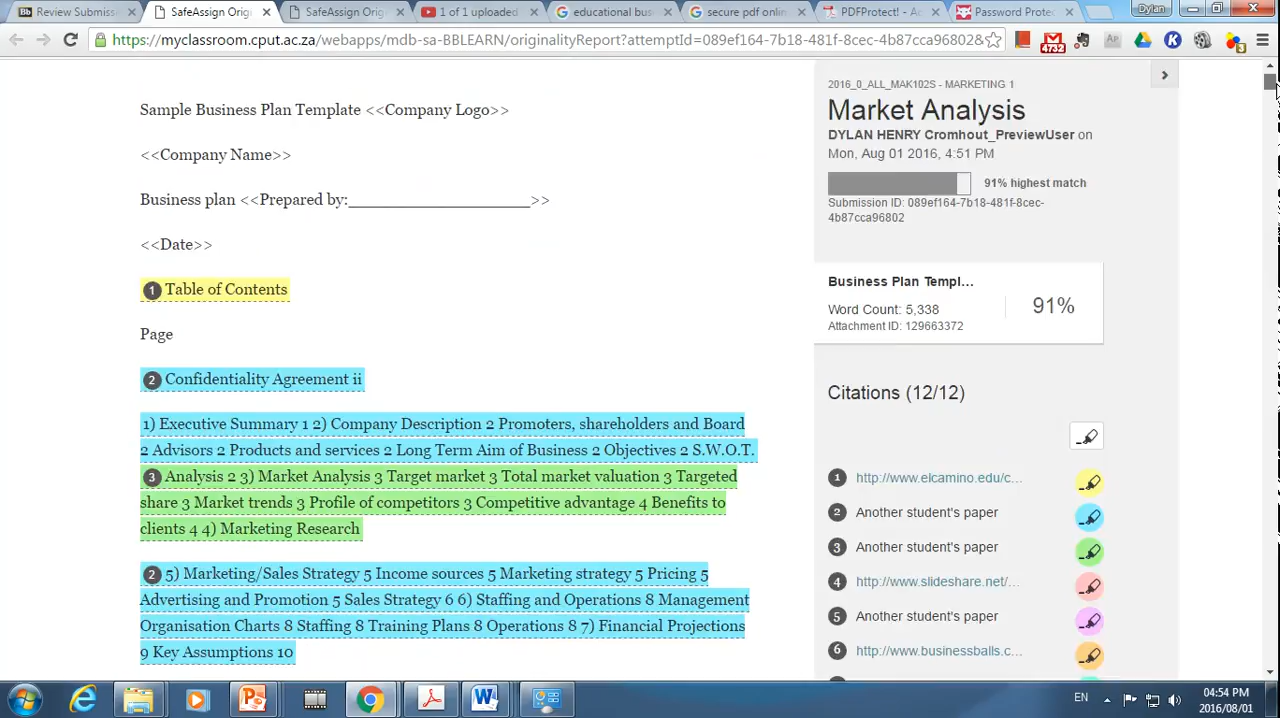 Review Submiss
SafeAssign Orig
SafeAssign Orig
1 of 1 uploaded
educational bus
secure pdf onlin
PDFProtect! - A
Password Prote
Dylan
https://myclassroom.cput.ac.za/webapps/mdb-sa-BBLEARN/originalityReport?attemptId=089ef164-7b18-481f-8cec-4b87cca96802&
4732
AP
K
3
Sample Business Plan Template <<Company Logo>>
<<Company Name>>
Business plan <<Prepared by:____________________>>
<<Date>>
1 Table of Contents
Page
2 Confidentiality Agreement ii
1) Executive Summary 1 2) Company Description 2 Promoters, shareholders and Board
2 Advisors 2 Products and services 2 Long Term Aim of Business 2 Objectives 2 S.W.O.T.
3 Analysis 2 3) Market Analysis 3 Target market 3 Total market valuation 3 Targeted
share 3 Market trends 3 Profile of competitors 3 Competitive advantage 4 Benefits to
clients 4 4) Marketing Research
2 5) Marketing/Sales Strategy 5 Income sources 5 Marketing strategy 5 Pricing 5
Advertising and Promotion 5 Sales Strategy 6 6) Staffing and Operations 8 Management
Organisation Charts 8 Staffing 8 Training Plans 8 Operations 8 7) Financial Projections
9 Key Assumptions 10
2016_0_ALL_MAK102S - MARKETING 1
Market Analysis
DYLAN HENRY Cromhout_PreviewUser on
Mon, Aug 01 2016, 4:51 PM
91% highest match
Submission ID: 089ef164-7b18-481f-8cec-
4b87cca96802
Business Plan Templ...
Word Count: 5,338
Attachment ID: 129663372
91%
Citations (12/12)
1 http://www.elcamino.edu/c...
2 Another student's paper
3 Another student's paper
4 http://www.slideshare.net/...
5 Another student's paper
6 http://www.businessballs.c...
EN
04:54 PM
2016/08/01